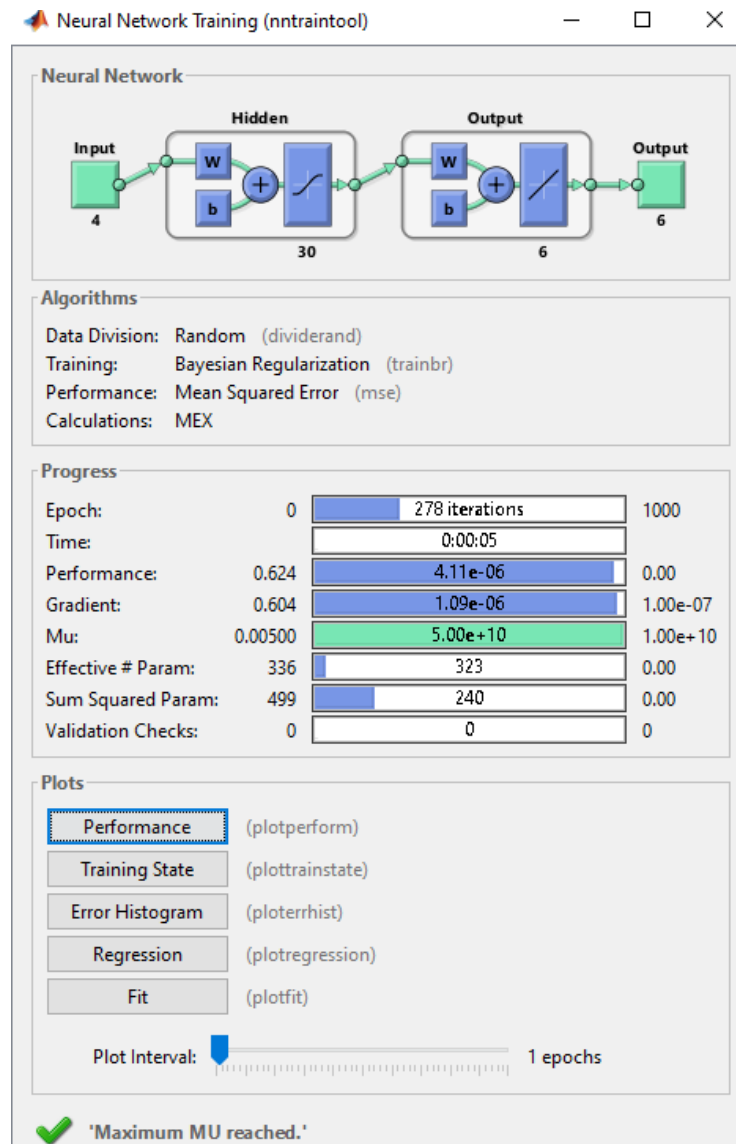 Neural Network Training (nntraintool)
Neural Network
Hidden Output
Input Output
W W
b b
4 6
30 6
Algorithms
Data Division: Random (dividerand)
Training: Bayesian Regularization (trainbr)
Performance: Mean Squared Error (mse)
Calculations: MEX
Progress
Epoch: 0 278 iterations 1000
Time: 0:00:05
Performance: 0.624 4.11e-06 0.00
Gradient: 0.604 1.09e-06 1.00e-07
Mu: 0.00500 5.00e+10 1.00e+10
Effective # Param: 336 323 0.00
Sum Squared Param: 499 240 0.00
Validation Checks: 0 0 0
Plots
Performance (plotperform)
Training State (plottrainstate)
Error Histogram (ploterrhist)
Regression (plotregression)
Fit (plotfit)
Plot Interval: 1 epochs
'Maximum MU reached.'